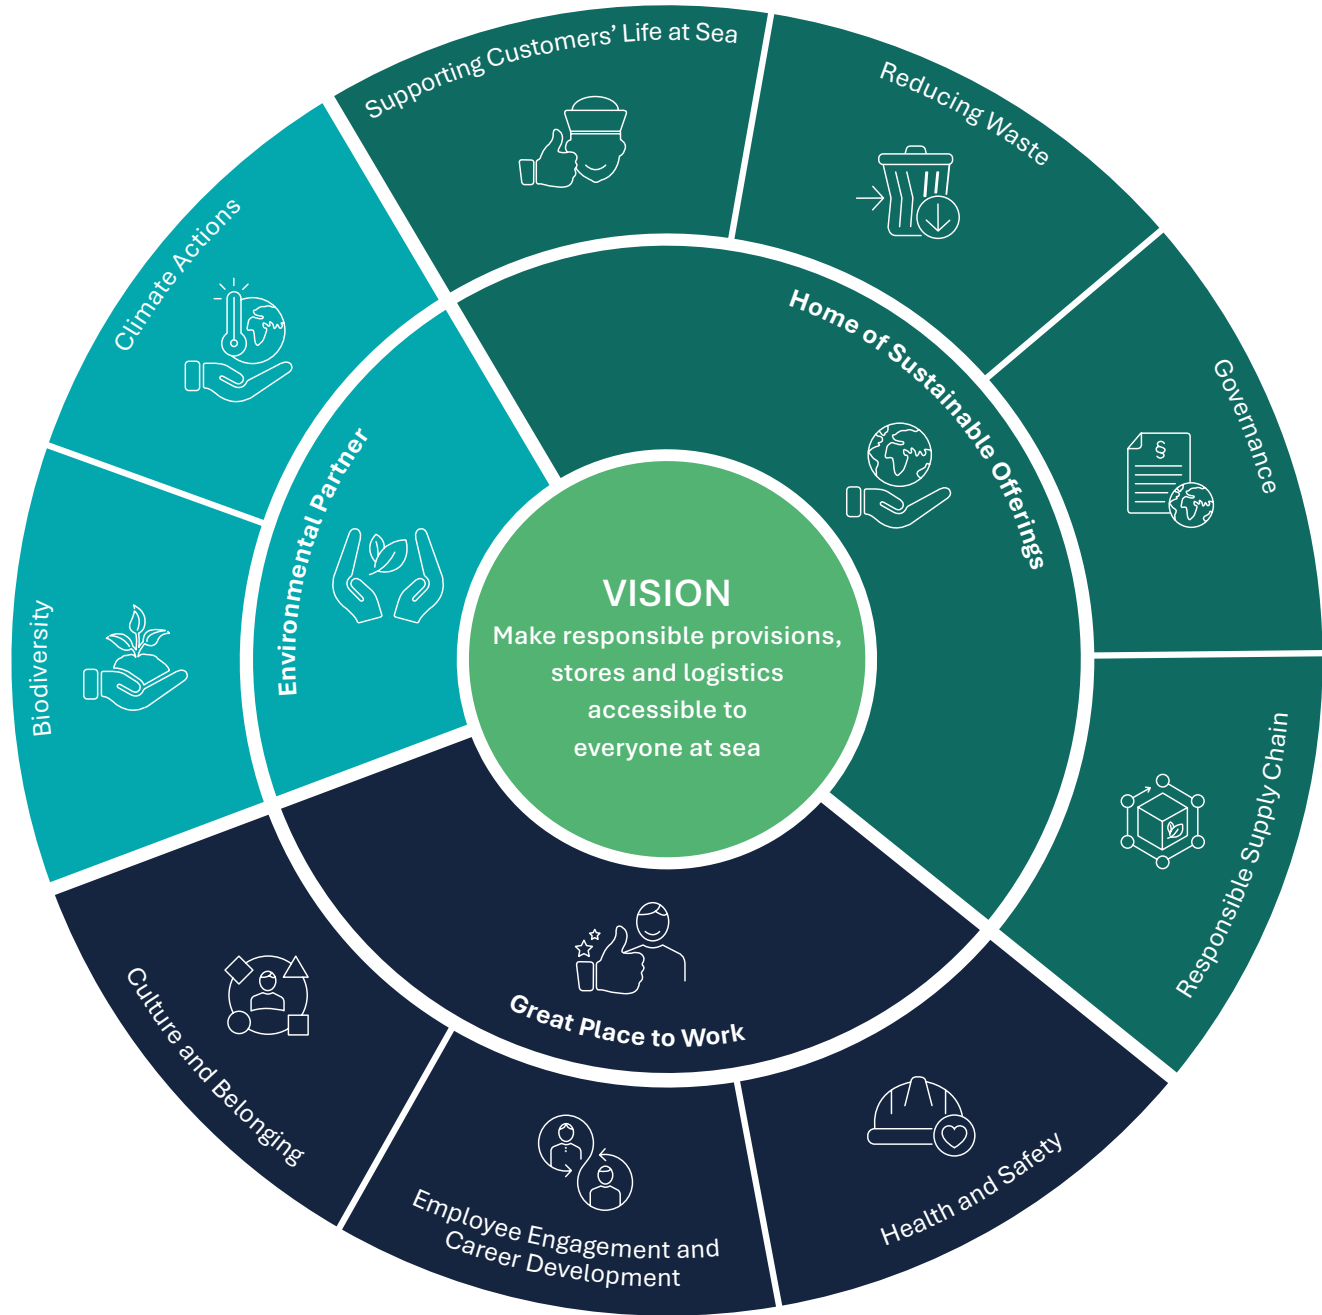 Supporting Customers’ Life at Sea
Reducing Waste
Climate Actions
Home of Sustainable Offerings
Governance
Environmental Partner
§
VISION
Make responsible provisions,
stores and logistics
accessible to
everyone at sea
Biodiversity
Responsible Supply Chain
Great Place to Work
Culture and Belonging
Employee Engagement and
Career Development
Health and Safety